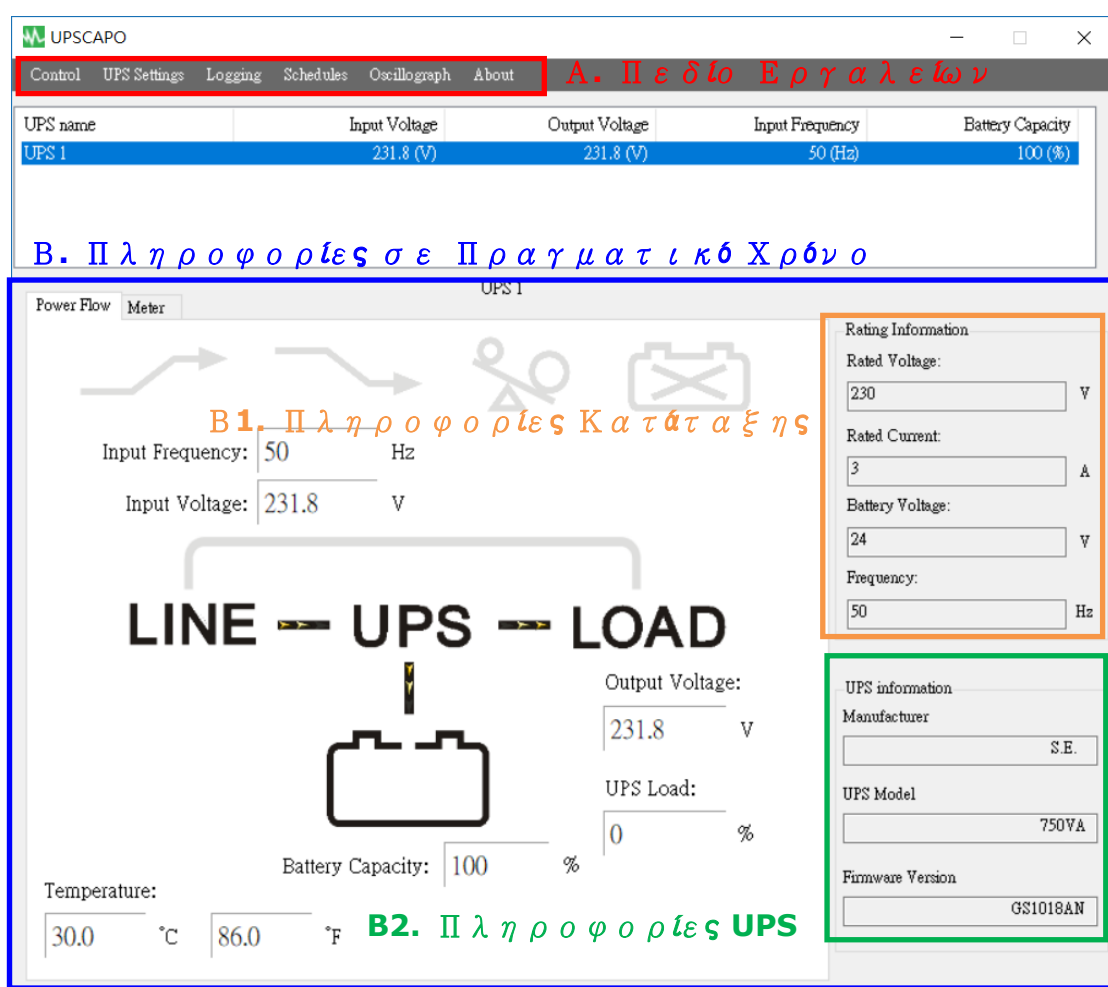 UPSCAPO
Control UPS Settings Logging Schedules Oscillograph About
Α. Πεδίο Εργαλείων
UPS name Input Voltage Output Voltage Input Frequency Battery Capacity
UPS 1 231.8 (V) 231.8 (V) 50 (Hz) 100 (%)
Β. Πληροφορίες σε Πραγματικό Χρόνο
UPS 1
Power Flow Meter
Β1. Πληροφορίες Κατάταξης
Input Frequency: 50 Hz
Input Voltage: 231.8 V
LINE UPS LOAD
Output Voltage:
231.8 V
UPS Load:
0 %
Battery Capacity: 100 %
Temperature:
30.0 °C 86.0 °F
B2. Πληροφορίες UPS
Rating Information
Rated Voltage:
230 V
Rated Current:
3 A
Battery Voltage:
24 V
Frequency:
50 Hz
UPS information
Manufacturer
S.E.
UPS Model
750VA
Firmware Version
GS1018AN